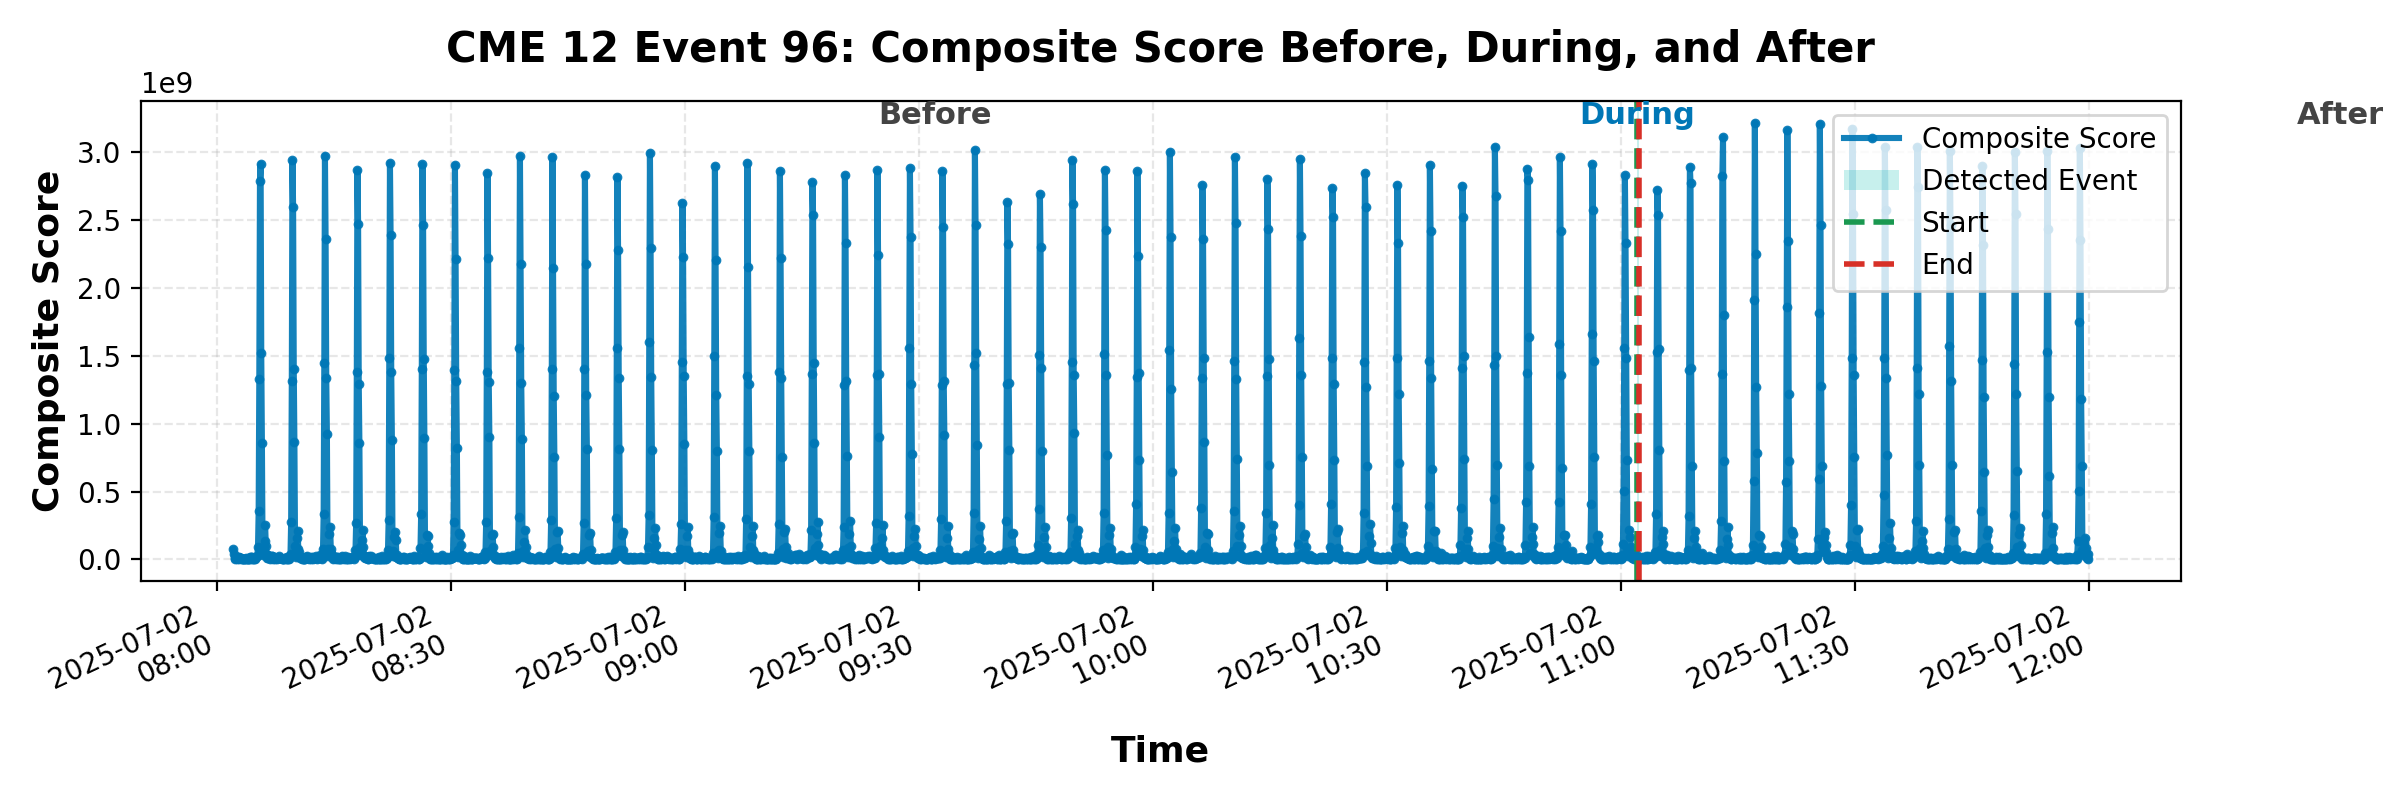 CME 12 Event 96: Composite Score Before, During, and After
1e9
Before
During
After
Composite Score
Detected Event
Start
End
3.0
2.5
2.0
1.5
1.0
0.5
0.0
Composite Score
2025-07-02
08:00
2025-07-02
08:30
2025-07-02
09:00
2025-07-02
09:30
2025-07-02
10:00
2025-07-02
10:30
2025-07-02
11:00
2025-07-02
11:30
2025-07-02
12:00
Time